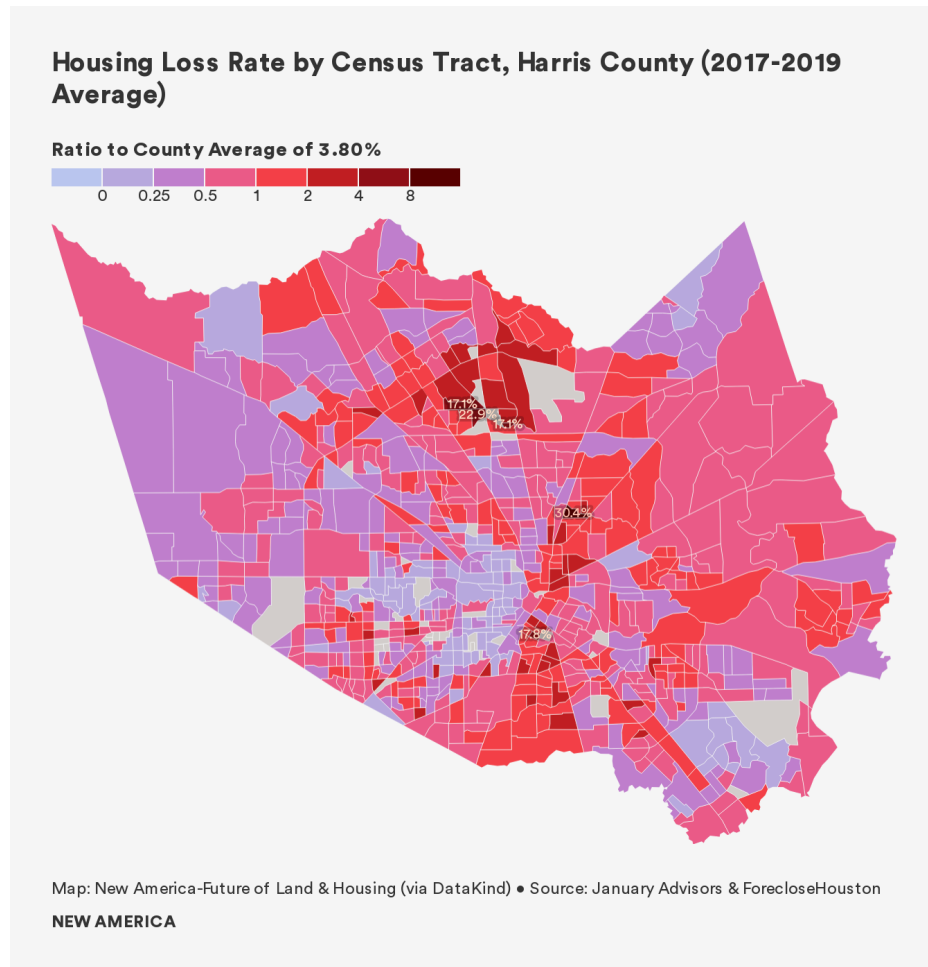 Housing Loss Rate by Census Tract, Harris County (2017-2019
Average)
Ratio to County Average of 3.80%
0 0.25 0.5 1 2 4 8
17.1%
22.9%
17.1%
30.4%
17.8%
Map: New America-Future of Land & Housing (via DataKind) ● Source: January Advisors & ForecloseHouston
NEW AMERICA